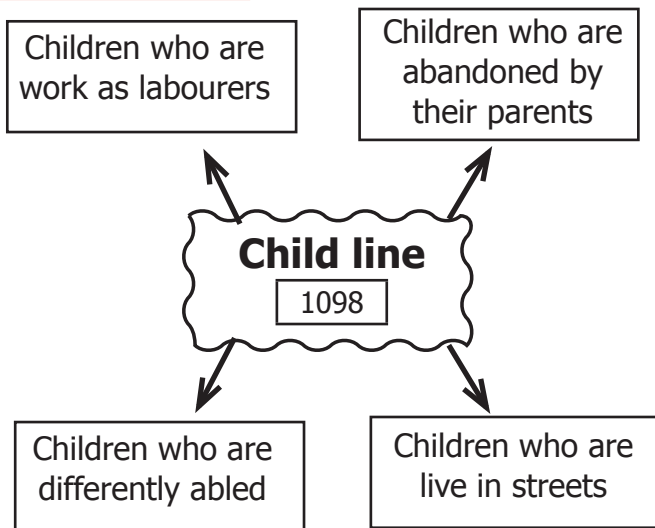 Children who are
work as labourers
Children who are
abandoned by
their parents
Child line
1098
Children who are
differently abled
Children who are
live in streets